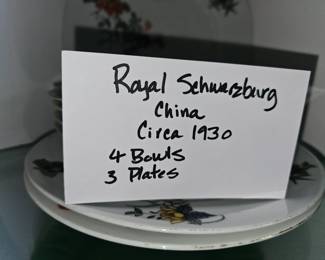 Royal Schwarzburg
China
Circa 1930
4 Bowls
3 Plates